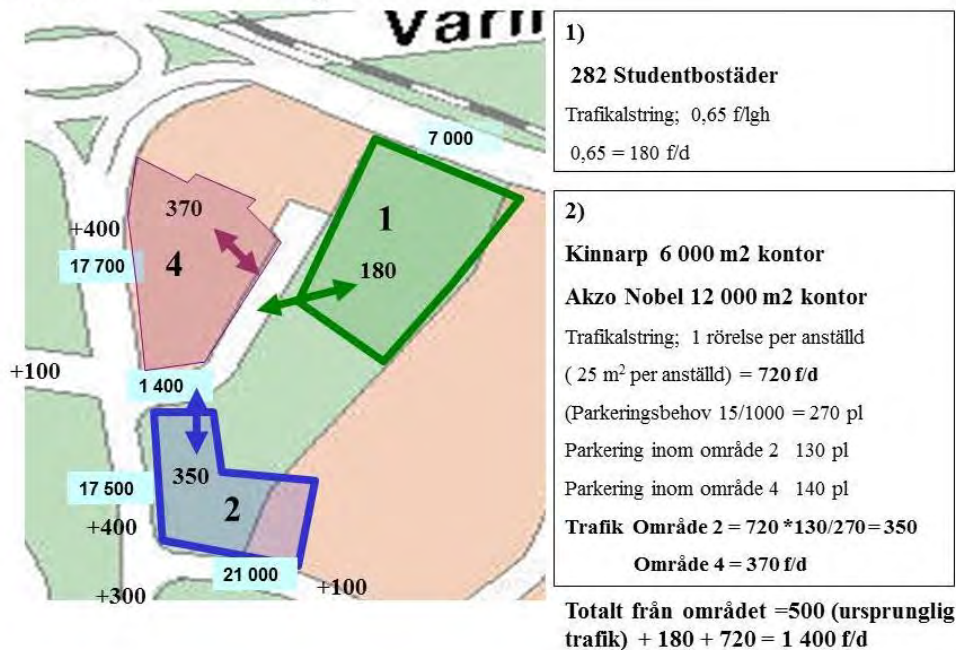 Varm
7 000
370
1
+400
17 700
4
180
+100
1 400
350
17 500
2
+400
21 000
+100
+300
1)
282 Studentbostäder
Trafikalstring; 0,65 f/lgh
0,65 = 180 f/d
2)
Kinnarp 6 000 m2 kontor
Akzo Nobel 12 000 m2 kontor
Trafikalstring; 1 rörelse per anställd
( 25 m² per anställd) = 720 f/d
(Parkeringsbehov 15/1000 = 270 pl
Parkering inom område 2 130 pl
Parkering inom område 4 140 pl
Trafik Område 2 = 720 *130/270= 350
Område 4 = 370 f/d
Totalt från området =500 (ursprunglig
trafik) + 180 + 720 = 1 400 f/d